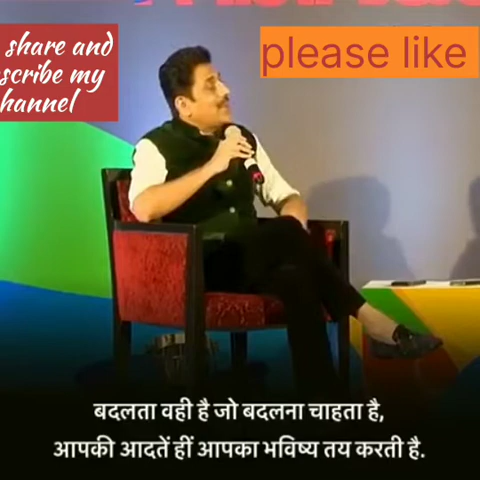 share and
scribe my
hannel
please like
बदलता वही है जो बदलना चाहता है,
आपकी आदतें हीं आपका भविष्य तय करती है.